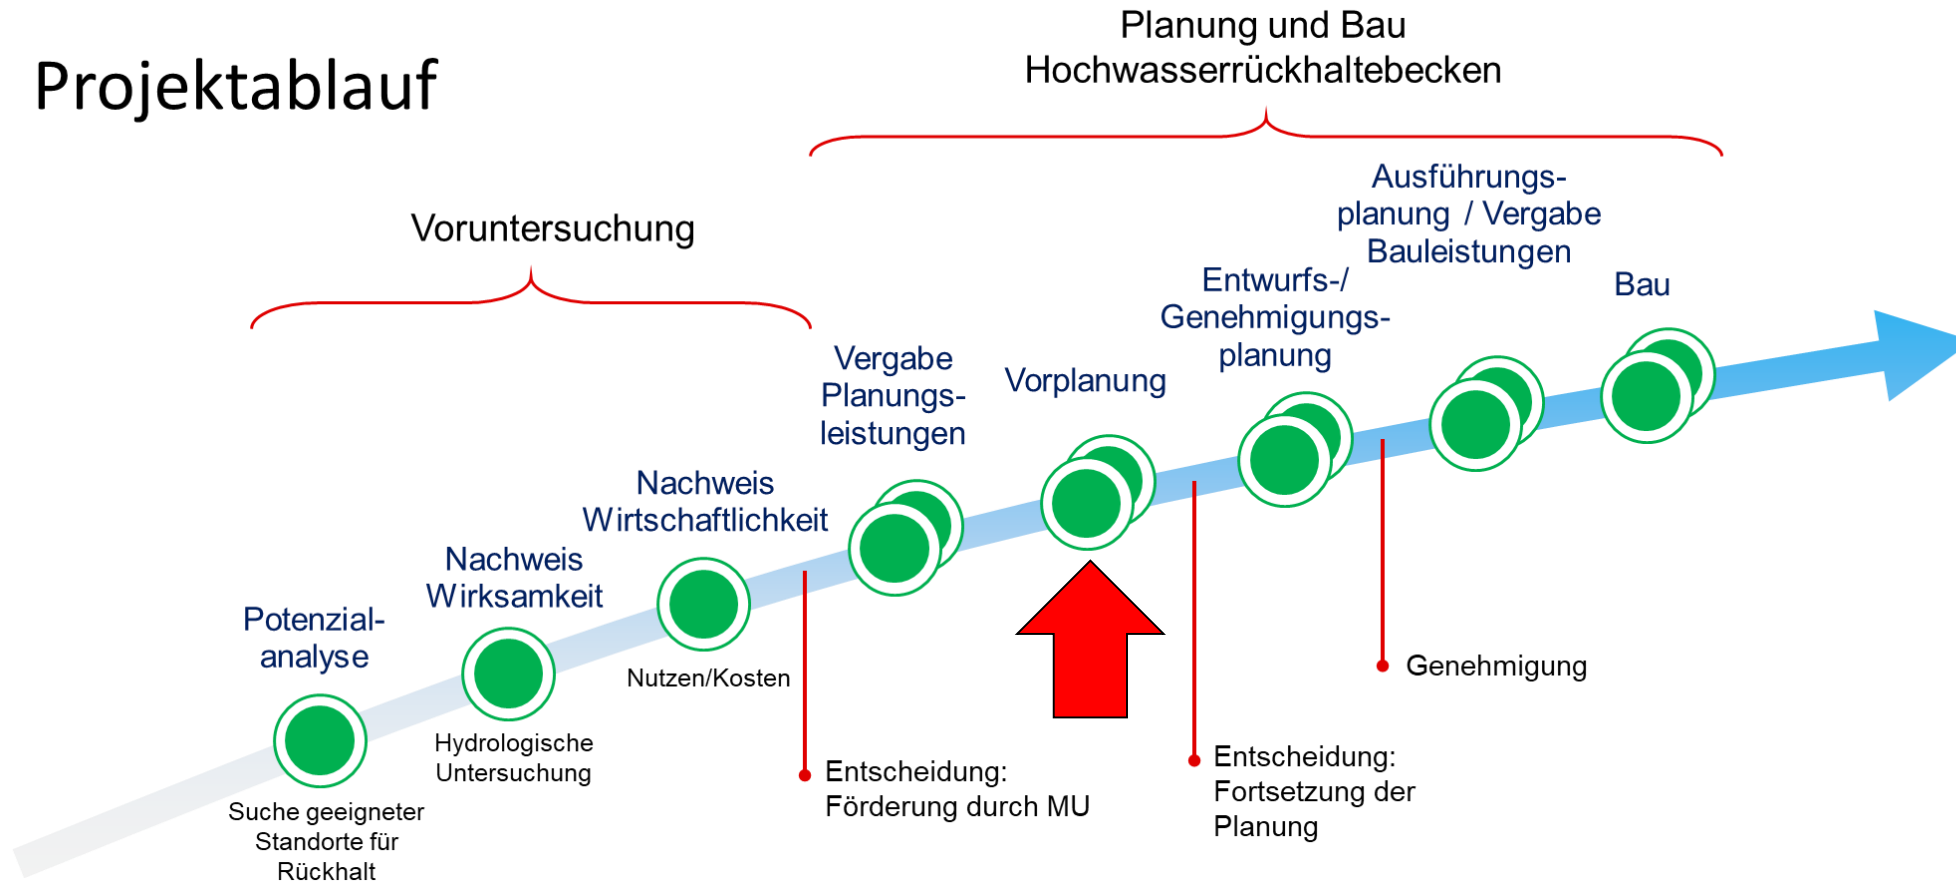 Projektablauf
Planung und Bau
Hochwasserrückhaltebecken
Voruntersuchung
Potenzial-
analyse
Suche geeigneter
Standorte für
Rückhalt
Nachweis
Wirksamkeit
Hydrologische
Untersuchung
Nachweis
Wirtschaftlichkeit
Nutzen/Kosten
Entscheidung:
Förderung durch MU
Vergabe
Planungs-
leistungen
Vorplanung
Entscheidung:
Fortsetzung der
Planung
Entwurfs-/
Genehmigungs-
planung
Genehmigung
Ausführungs-
planung / Vergabe
Bauleistungen
Bau